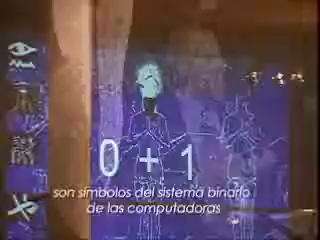 0 + 1
son símbolos del sistema binario
de las computadoras